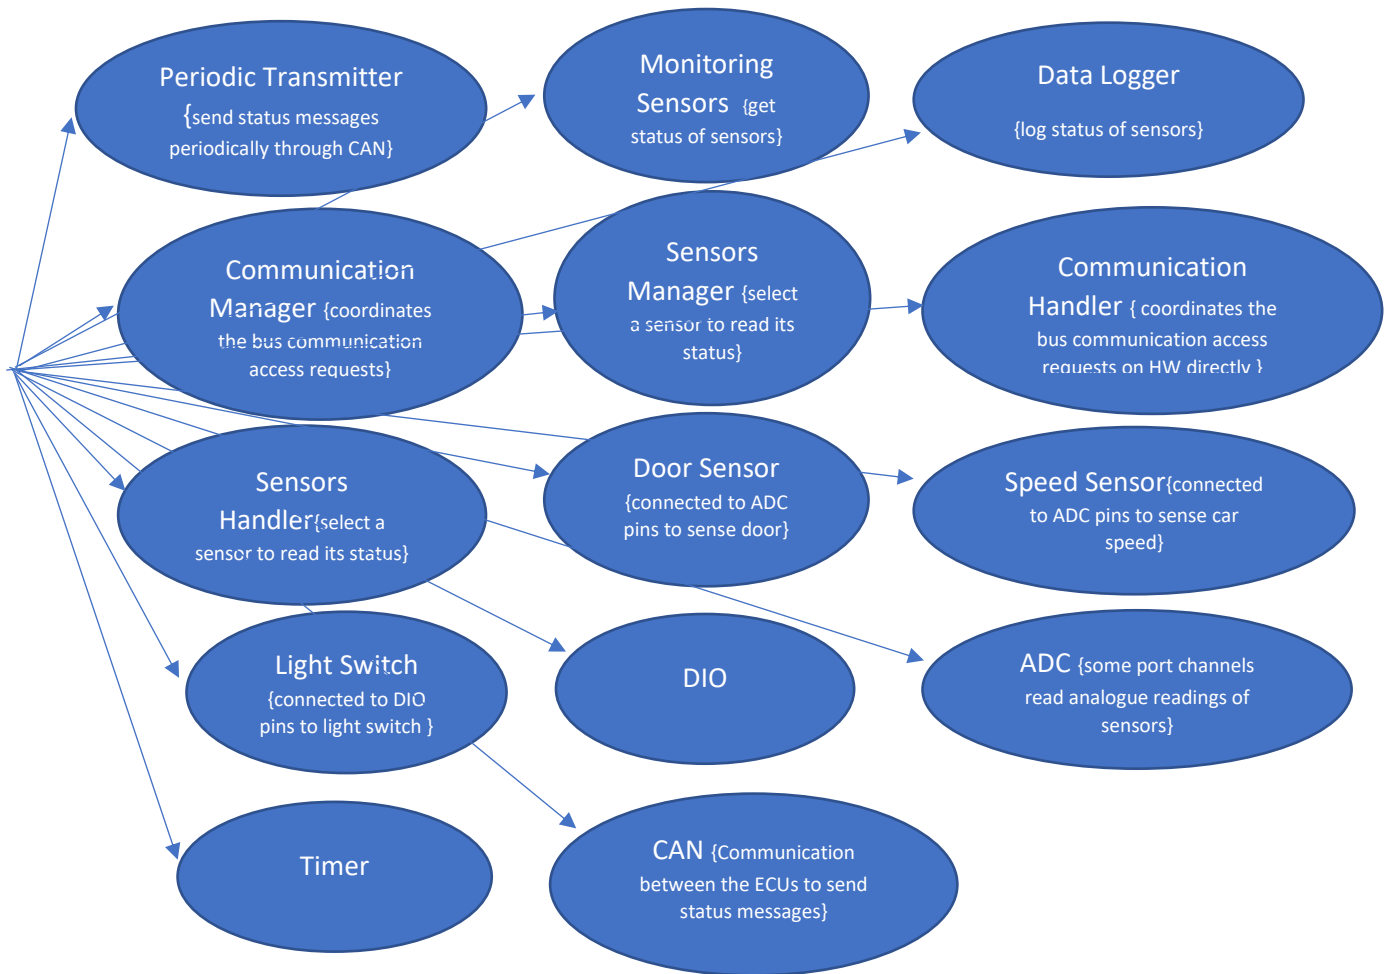 Periodic Transmitter
{send status messages
periodically through CAN}
Monitoring
Sensors {get
status of sensors}
Data Logger
{log status of sensors}
Communication
Manager {coordinates
the bus communication
access requests}
Sensors
Manager {select
a sensor to read its
status}
Communication
Handler { coordinates the
bus communication access
requests on HW directly }
Sensors
Handler{select a
sensor to read its status}
Door Sensor
{connected to ADC
pins to sense door}
Speed Sensor{connected
to ADC pins to sense car
speed}
Light Switch
{connected to DIO
pins to light switch }
DIO
ADC {some port channels
read analogue readings of
sensors}
Timer
CAN {Communication
between the ECUs to send
status messages}